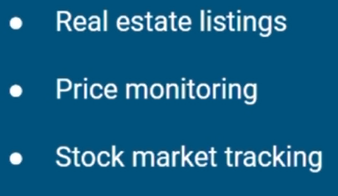 ● Real estate listings
● Price monitoring
● Stock market tracking